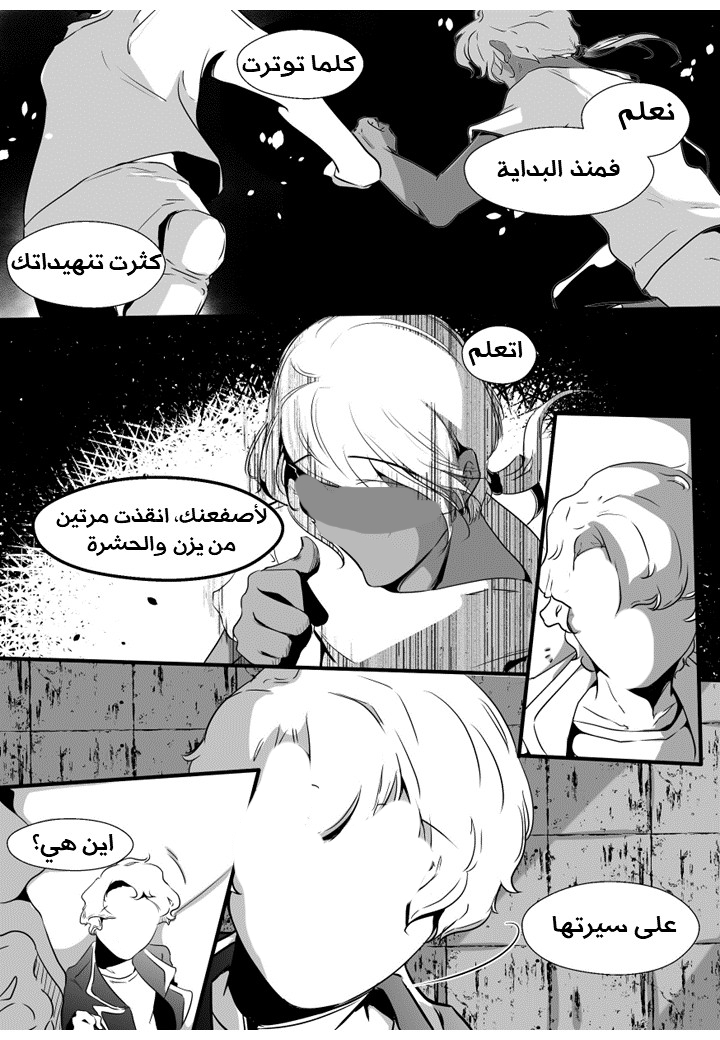 نعلم
فمنذ البداية
كلما توترت
كثرت تنهيداتك
اتعلم
لأصفعنك، انقذت مرتين
من يزن والحشرة
على سيرتها
اين هي؟